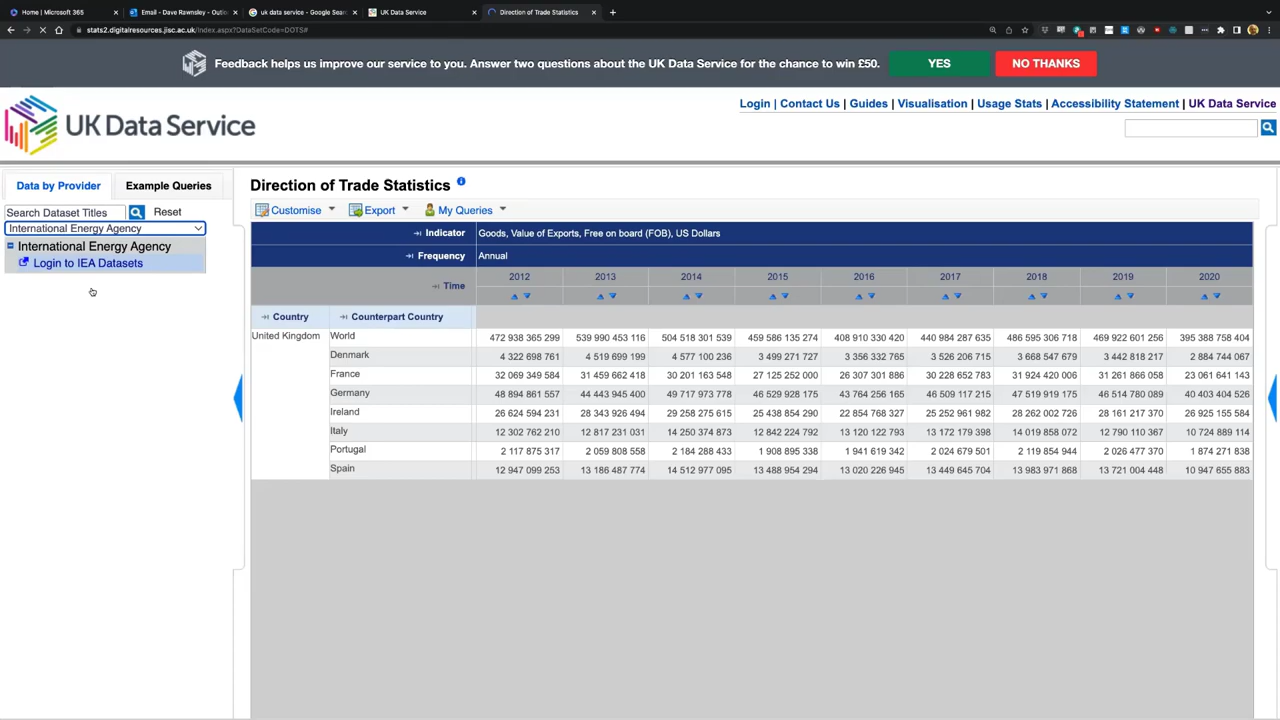 Home | Microsoft 365
Email - Dave Rawnsley - Outlo
uk data service - Google Searc
UK Data Service
Direction of Trade Statistics
stats2.digitalresources.jisc.ac.uk/Index.aspx?DataSetCode=DOTS#
Feedback helps us improve our service to you. Answer two questions about the UK Data Service for the chance to win £50.
YES
NO THANKS
UK Data Service
Login | Contact Us | Guides | Visualisation | Usage Stats | Accessibility Statement | UK Data Service
Data by Provider
Example Queries
Search Dataset Titles
Reset
International Energy Agency
International Energy Agency
Login to IEA Datasets
Direction of Trade Statistics
Customise
Export
My Queries
Indicator Goods, Value of Exports, Free on board (FOB), US Dollars
Frequency Annual
Time 2012 2013 2014 2015 2016 2017 2018 2019 2020
Country Counterpart Country
United Kingdom World 472 938 365 299 539 990 453 116 504 518 301 539 459 586 135 274 408 910 330 420 440 984 287 635 486 595 306 718 469 922 601 256 395 388 758 404
Denmark 4 322 698 761 4 519 699 199 4 577 100 236 3 499 271 727 3 356 332 765 3 526 206 715 3 668 547 679 3 442 818 217 2 884 744 067
France 32 069 349 584 31 459 662 418 30 201 163 548 27 125 252 000 26 307 301 886 30 228 652 783 31 924 420 006 31 261 866 058 23 061 641 143
Germany 48 894 861 557 44 443 945 400 49 717 973 778 46 529 928 175 43 764 256 165 46 509 117 215 47 519 919 175 46 514 780 089 40 403 404 526
Ireland 26 624 594 231 28 343 926 494 29 258 275 615 25 438 854 290 22 854 768 327 25 252 961 982 28 262 002 726 28 161 217 370 26 925 155 584
Italy 12 302 762 210 12 817 231 031 14 250 374 873 12 842 224 792 13 120 122 793 13 172 179 398 14 019 858 072 12 790 110 367 10 724 889 114
Portugal 2 117 875 317 2 059 808 558 2 184 288 433 1 908 895 338 1 941 619 342 2 024 679 501 2 119 854 944 2 026 477 370 1 874 271 838
Spain 12 947 099 253 13 186 487 774 14 512 977 095 13 488 954 294 13 020 226 945 13 449 645 704 13 983 971 868 13 721 004 448 10 947 655 883